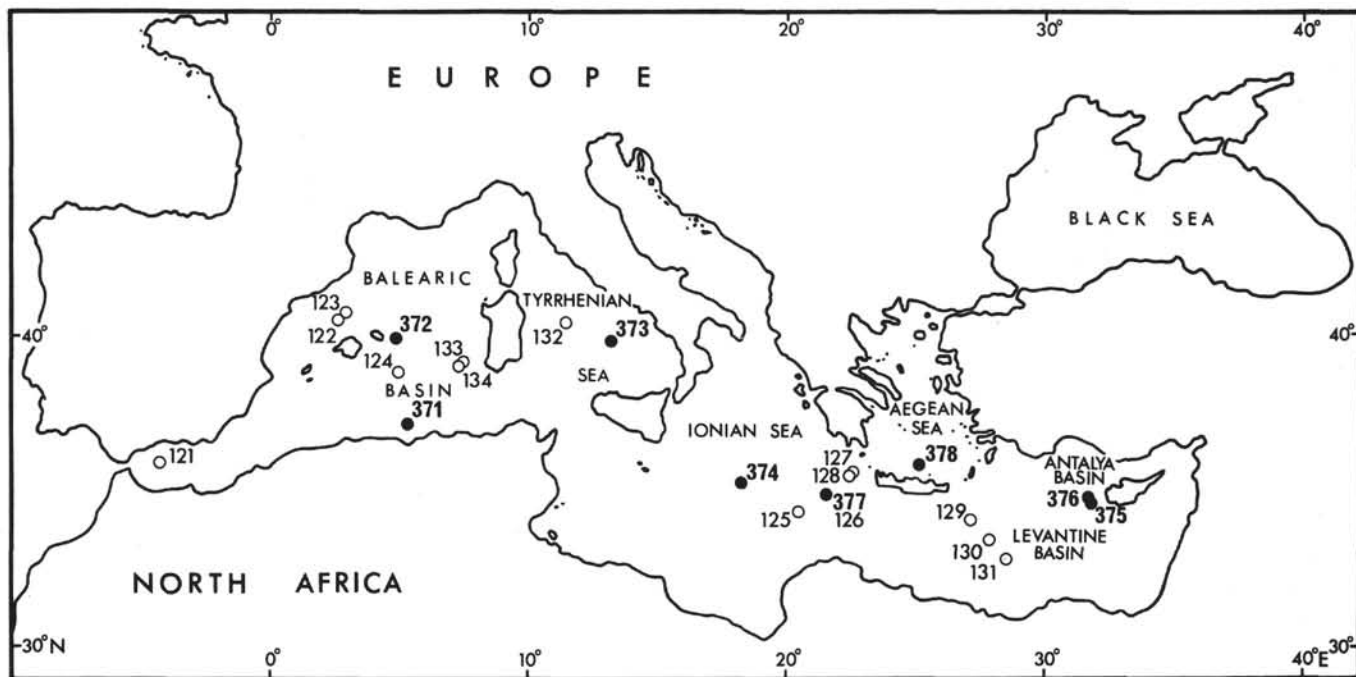 0° 10° 20° 30° 40°
EUROPE
BLACK SEA
BALEARIC
TYRRHENIAN
123
122
372
132
373
40°
40°
133
124
134
BASIN
SEA
371
AEGEAN
SEA
IONIAN SEA
121
127
378
ANTALYA
BASIN
128
374
377
376
375
125
126
129
LEVANTINE
BASIN
130
131
NORTH AFRICA
30°N
30°
0° 10° 20° 30° 40°E